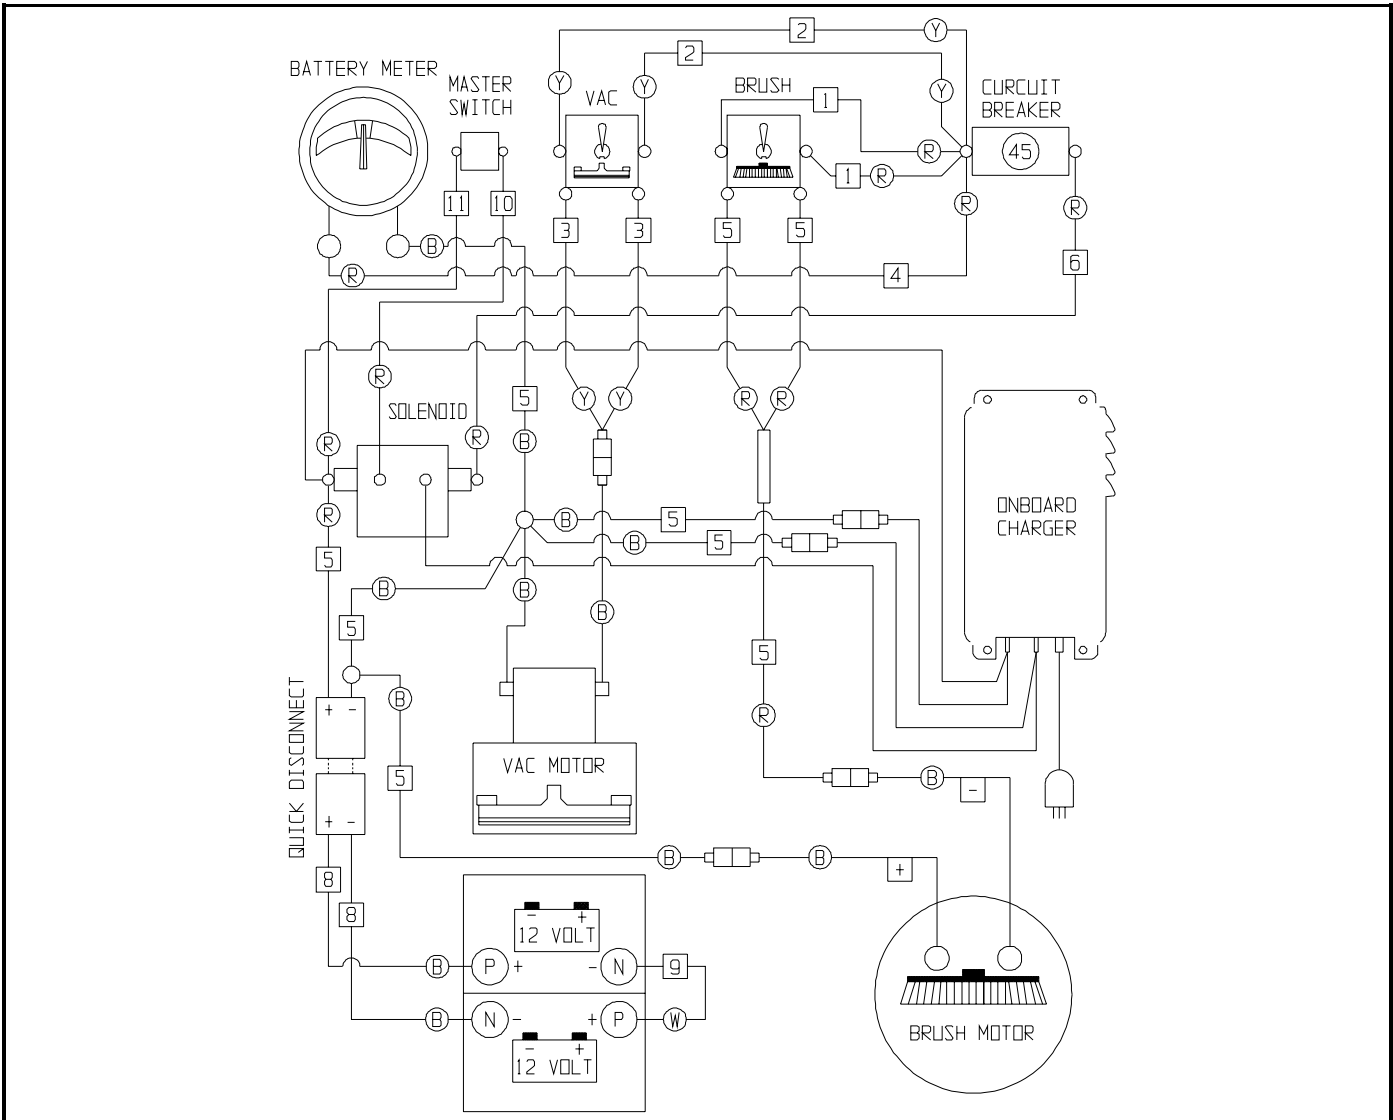 2 Y
2
BATTERY METER
MASTER
SWITCH
VAC
BRUSH
CURCUIT
BREAKER
Y Y Y
1
R 45
1 R
11 10 R R
3 3 5 5
B
R 4 6
R
5 Y Y R R
SOLENOID
R B R
ONBOARD
CHARGER
R B 5
5 B 5
B B
5 B
5
QUICK DISCONNECT
B
+ - R
VAC MOTOR
5 B -
+ -
B B
8 +
8
- +
12 VOLT
B P + - N 9
B N - + P W
- +
12 VOLT
BRUSH MOTOR